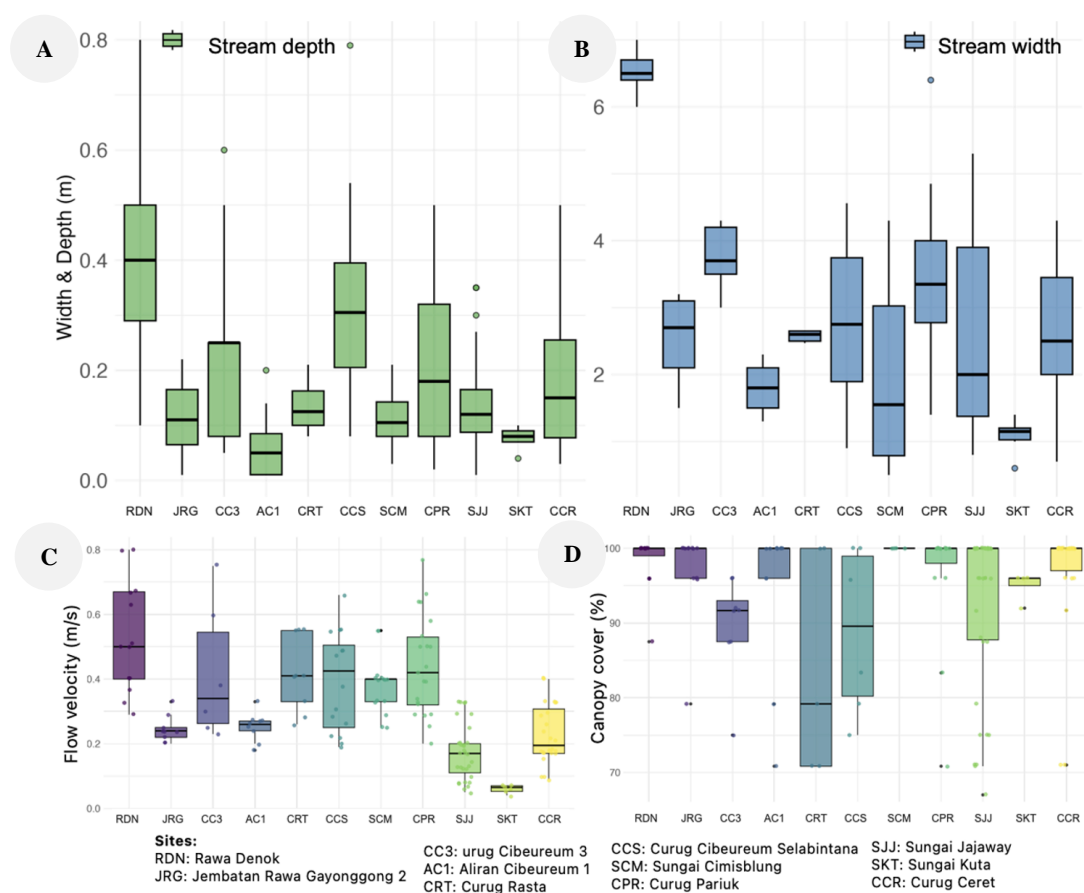 A
Stream depth
B
Stream width
Width & Depth (m)
0.8
0.6
0.4
0.2
0.0
6
4
2
RDN JRG CC3 AC1 CRT CCS SCM CPR SJJ SKT CCR
RDN JRG CC3 AC1 CRT CCS SCM CPR SJJ SKT CCR
C
Flow velocity (m/s)
0.8
0.6
0.4
0.2
0.0
RDN JRG CC3 AC1 CRT CCS SCM CPR SJJ SKT CCR
D
Canopy cover (%)
100
90
80
70
RDN JRG CC3 AC1 CRT CCS SCM CPR SJJ SKT CCR
Sites:
RDN: Rawa Denok
JRG: Jembatan Rawa Gayonggong 2
CC3: urug Cibeureum 3
AC1: Aliran Cibeureum 1
CRT: Curug Rasta
CCS: Curug Cibeureum Selabintana
SCM: Sungai Cimisblung
CPR: Curug Pariuk
SJJ: Sungai Jajaway
SKT: Sungai Kuta
CCR: Curug Ceret